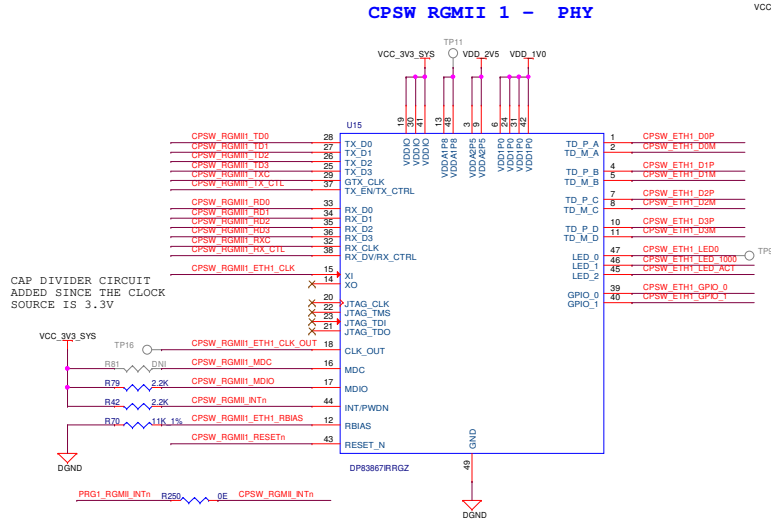 CPSW RGMII 1 - PHY
VCC
TP11
VCC_3V3_SYS
VDD_2V5
VDD_1V0
19 30 41 13 48 3 9 6 24 31 42
VDDIO VDDIO VDDIO VDDA1P8 VDDA1P8 VDDA2P5 VDDA2P5 VDD1P0 VDD1P0 VDD1P0 VDD1P0
U15
CPSW_RGMII1_TD0 28 TX_D0
CPSW_RGMII1_TD1 27 TX_D1
CPSW_RGMII1_TD2 26 TX_D2
CPSW_RGMII1_TD3 25 TX_D3
CPSW_RGMII1_TXC 29 GTX_CLK
CPSW_RGMII1_TX_CTL 37 TX_EN/TX_CTRL
CPSW_RGMII1_RD0 33 RX_D0
CPSW_RGMII1_RD1 34 RX_D1
CPSW_RGMII1_RD2 35 RX_D2
CPSW_RGMII1_RD3 36 RX_D3
CPSW_RGMII1_RXC 32 RX_CLK
CPSW_RGMII1_RX_CTL 38 RX_DV/RX_CTRL
CPSW_RGMII1_ETH1_CLK 15 XI
14 XO
20 JTAG_CLK
22 JTAG_TMS
23 JTAG_TDI
21 JTAG_TDO
TP16 CPSW_RGMII1_ETH1_CLK_OUT 18 CLK_OUT
R81 DNI CPSW_RGMII1_MDC 16 MDC
R79 2.2K CPSW_RGMII1_MDIO 17 MDIO
R42 2.2K CPSW_RGMII_INTn 44 INT/PWDN
R70 11K_1% CPSW_RGMII1_ETH1_RBIAS 12 RBIAS
CPSW_RGMII1_RESETn 43 RESET_N
TD_P_A 1 CPSW_ETH1_D0P
TD_M_A 2 CPSW_ETH1_D0M
TD_P_B 4 CPSW_ETH1_D1P
TD_M_B 5 CPSW_ETH1_D1M
TD_P_C 7 CPSW_ETH1_D2P
TD_M_C 8 CPSW_ETH1_D2M
TD_P_D 10 CPSW_ETH1_D3P
TD_M_D 11 CPSW_ETH1_D3M
LED_0 47 CPSW_ETH1_LED0
LED_1 46 CPSW_ETH1_LED_1000
LED_2 45 CPSW_ETH1_LED_ACT
GPIO_0 39 CPSW_ETH1_GPIO_0
GPIO_1 40 CPSW_ETH1_GPIO_1
CAP DIVIDER CIRCUIT
ADDED SINCE THE CLOCK
SOURCE IS 3.3V
VCC_3V3_SYS
DGND
GND
49
DP83867IRRGZ
DGND
PRG1_RGMII_INTn R250 0E CPSW_RGMII_INTn